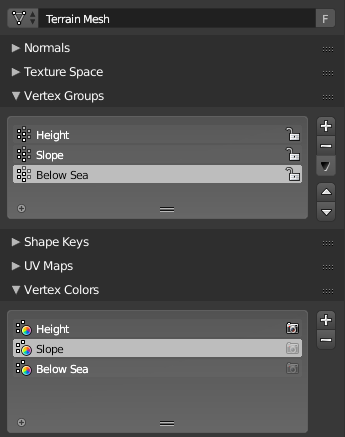 Terrain Mesh F
Normals
Texture Space
Vertex Groups
Height
Slope
Below Sea
Shape Keys
UV Maps
Vertex Colors
Height
Slope
Below Sea